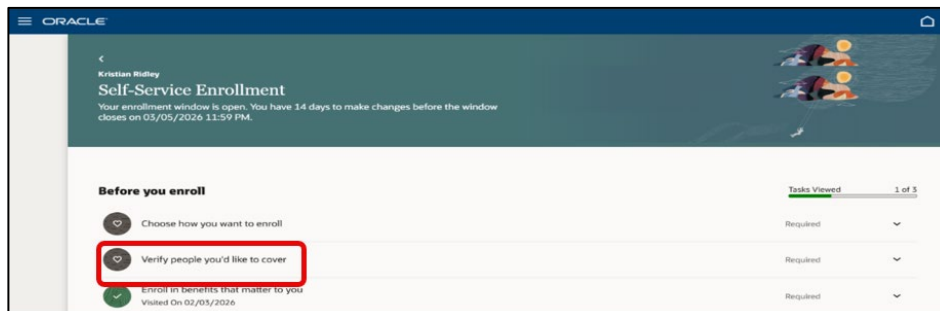 ORACLE
Kristian Ridley
Self-Service Enrollment
Your enrollment window is open. You have 14 days to make changes before the window
closes on 03/05/2026 11:59 PM.
Before you enroll
Tasks Viewed 1 of 3
Choose how you want to enroll Required
Verify people you'd like to cover Required
Enroll in benefits that matter to you
Visited On 02/03/2026 Required